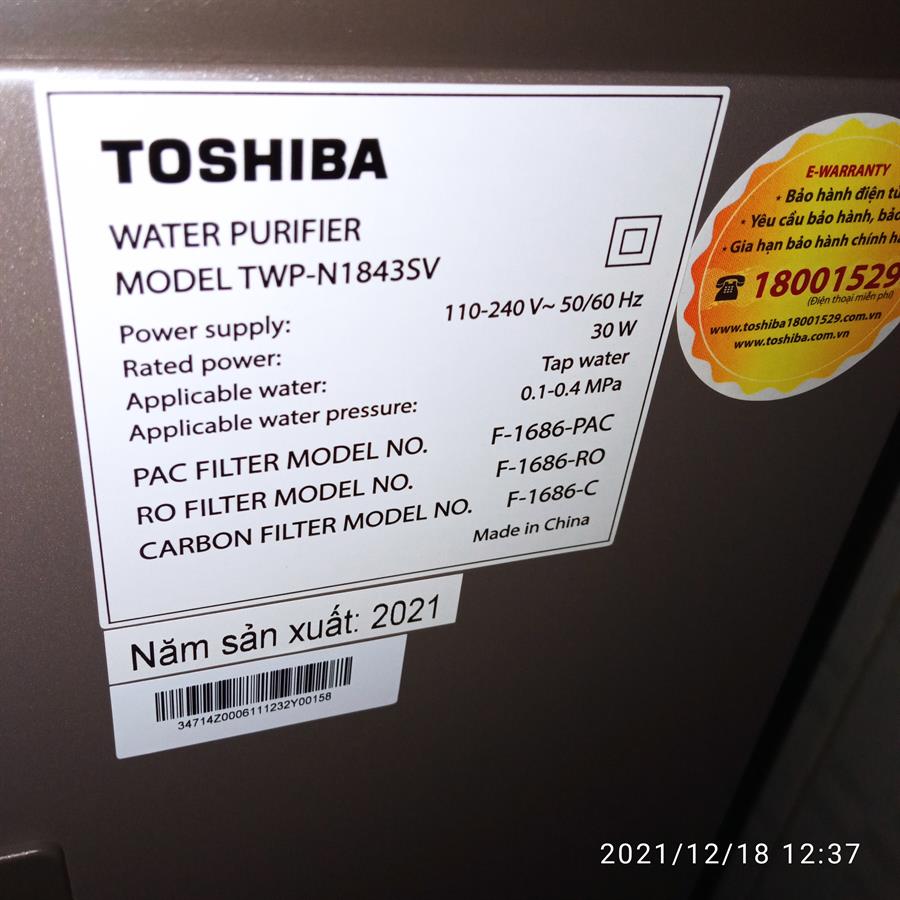 TOSHIBA
WATER PURIFIER
MODEL TWP-N1843SV
Power supply: 110-240 V~ 50/60 Hz
Rated power: 30 W
Applicable water: Tap water
Applicable water pressure: 0.1-0.4 MPa
PAC FILTER MODEL NO. F-1686-PAC
RO FILTER MODEL NO. F-1686-RO
CARBON FILTER MODEL NO. F-1686-C
Made in China
Năm sản xuất: 2021
34714Z0006111232Y00158
E-WARRANTY
* Bảo hành điện tử
* Yêu cầu bảo hành,
* Gia hạn bảo hành chính
18001529
(Điện thoại miễn phí)
www.toshiba18001529.com.vn
www.toshiba.com.vn
2021/12/18 12:37